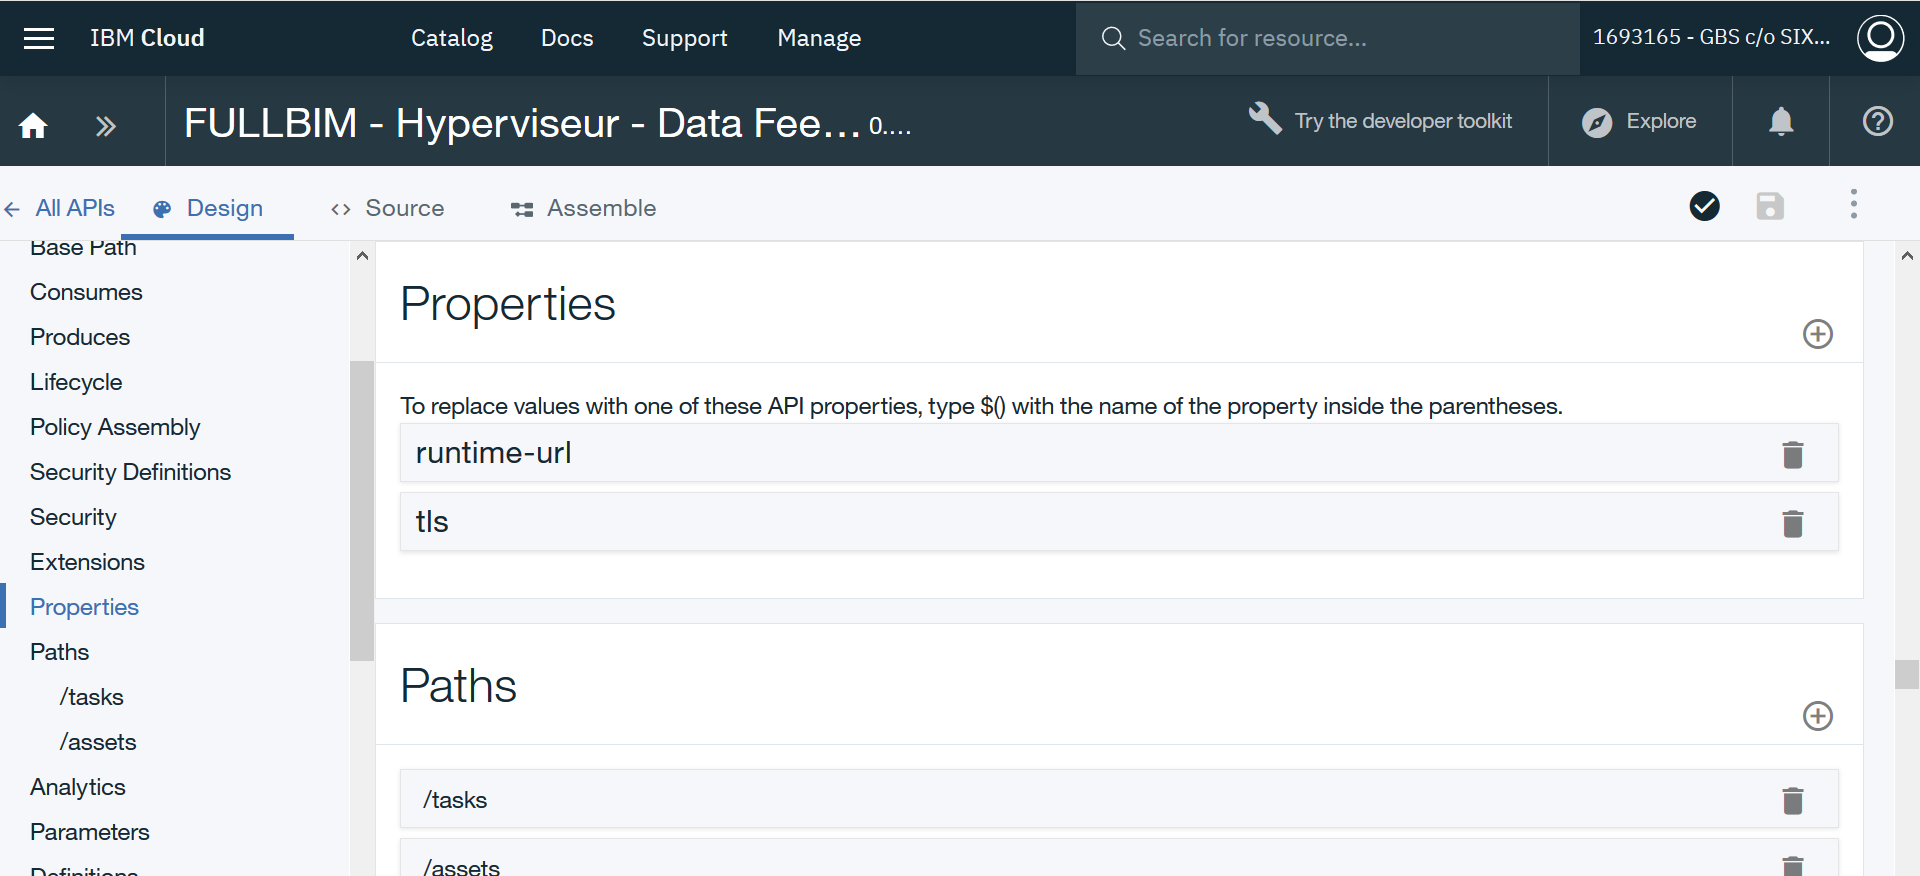 IBM Cloud Catalog Docs Support Manage Search for resource... 1693165 - GBS c/o SIX...
FULLBIM - Hyperviseur - Data Fee... 0.... Try the developer toolkit Explore
All APIs Design Source Assemble
Base Path
Consumes
Produces
Lifecycle
Policy Assembly
Security Definitions
Security
Extensions
Properties
Paths
/tasks
/assets
Analytics
Parameters
Definitions
Properties
To replace values with one of these API properties, type $() with the name of the property inside the parentheses.
runtime-url
tls
Paths
/tasks
/assets